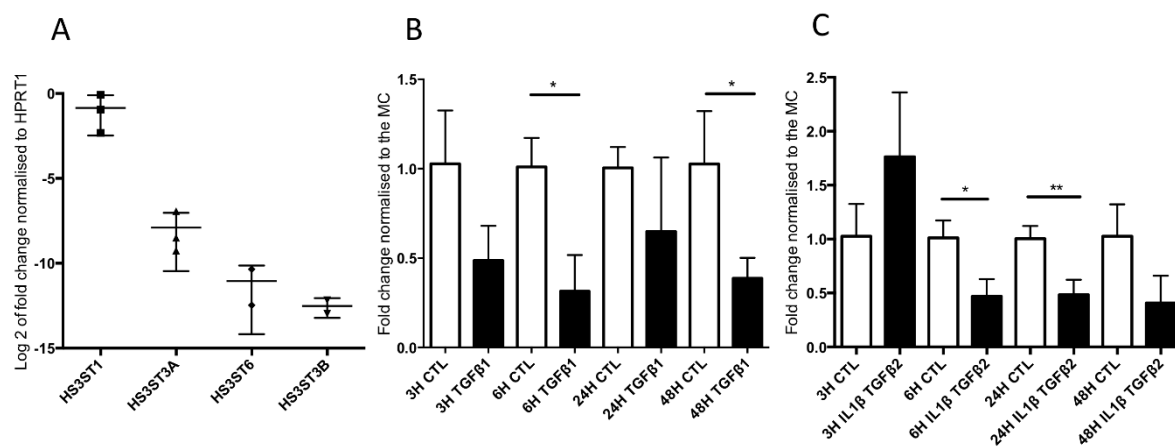 A
Log 2 of fold change normalised to HPRT1
0
-5
-10
-15
HS3ST1
HS3ST3A
HS3ST6
HS3ST3B
B
Fold change normalised to the MC
1.5
1.0
0.5
0.0
*
*
3H CTL
3H TGFβ1
6H CTL
6H TGFβ1
24H CTL
24H TGFβ1
48H CTL
48H TGFβ1
C
Fold change normalised to the MC
2.5
2.0
1.5
1.0
0.5
0.0
*
**
3H CTL
3H IL1β TGFβ2
6H CTL
6H IL1β TGFβ2
24H CTL
24H IL1β TGFβ2
48H CTL
48H IL1β TGFβ2